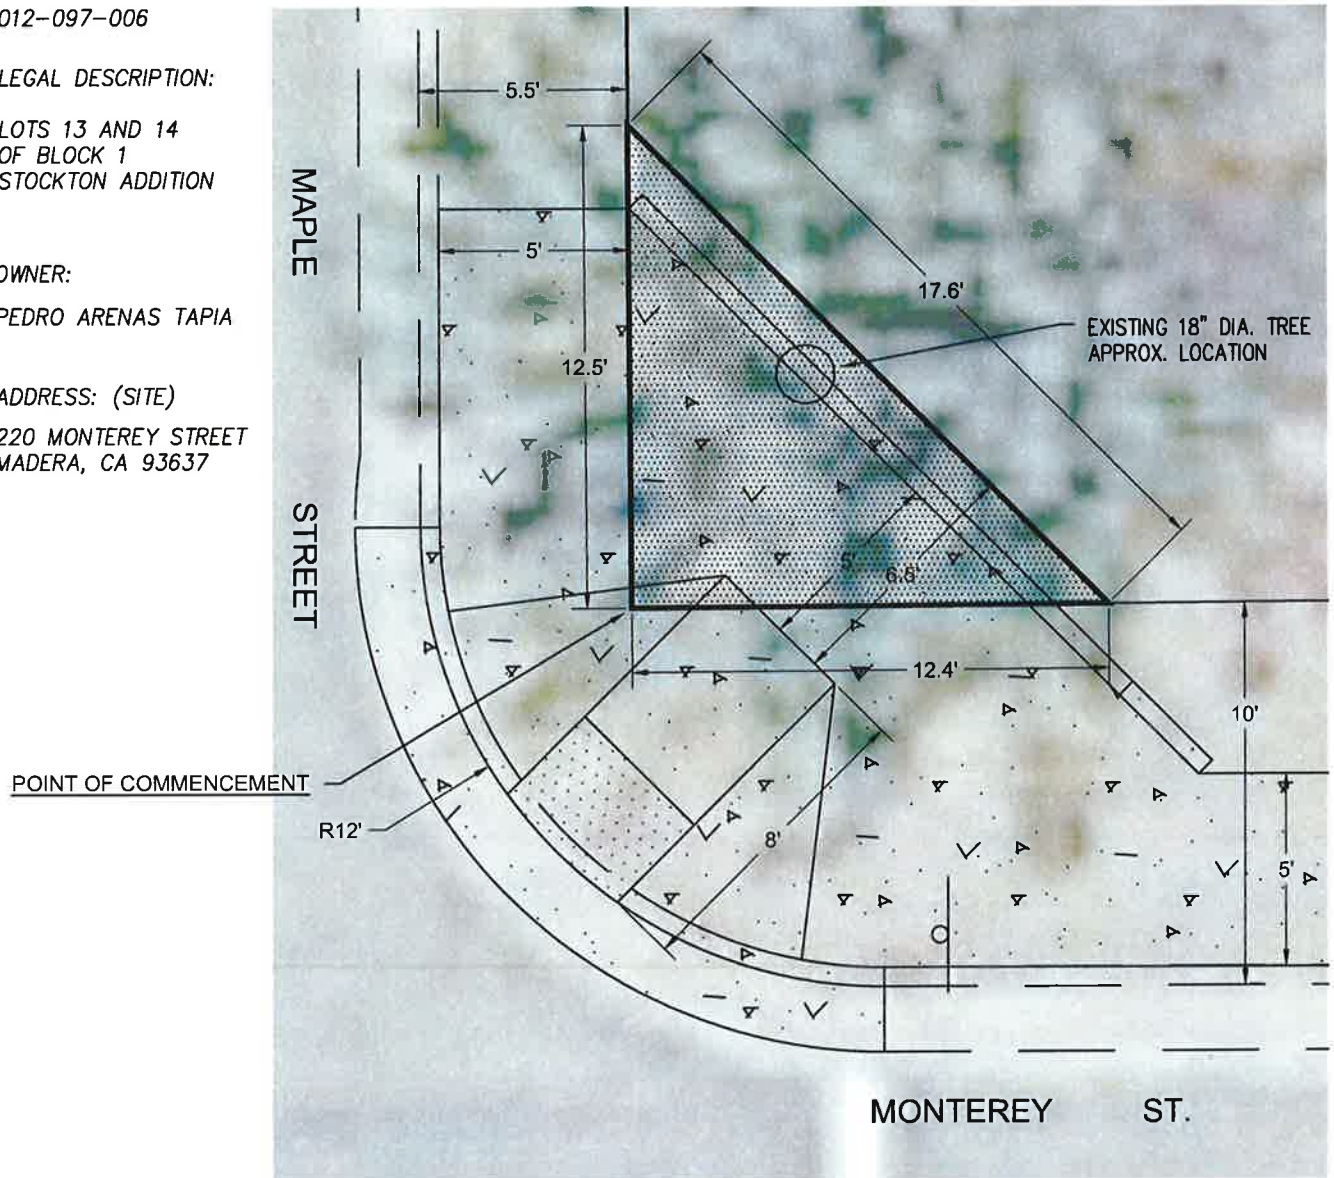 012-097-006
LEGAL DESCRIPTION:
LOTS 13 AND 14
OF BLOCK 1
STOCKTON ADDITION
OWNER:
PEDRO ARENAS TAPIA
ADDRESS: (SITE)
220 MONTEREY STREET
MADERA, CA 93637
MAPLE STREET
5.5'
5'
12.5'
17.6'
EXISTING 18" DIA. TREE
APPROX. LOCATION
5'
6.5'
12.4'
10'
POINT OF COMMENCEMENT
R12'
8'
5'
MONTEREY ST.